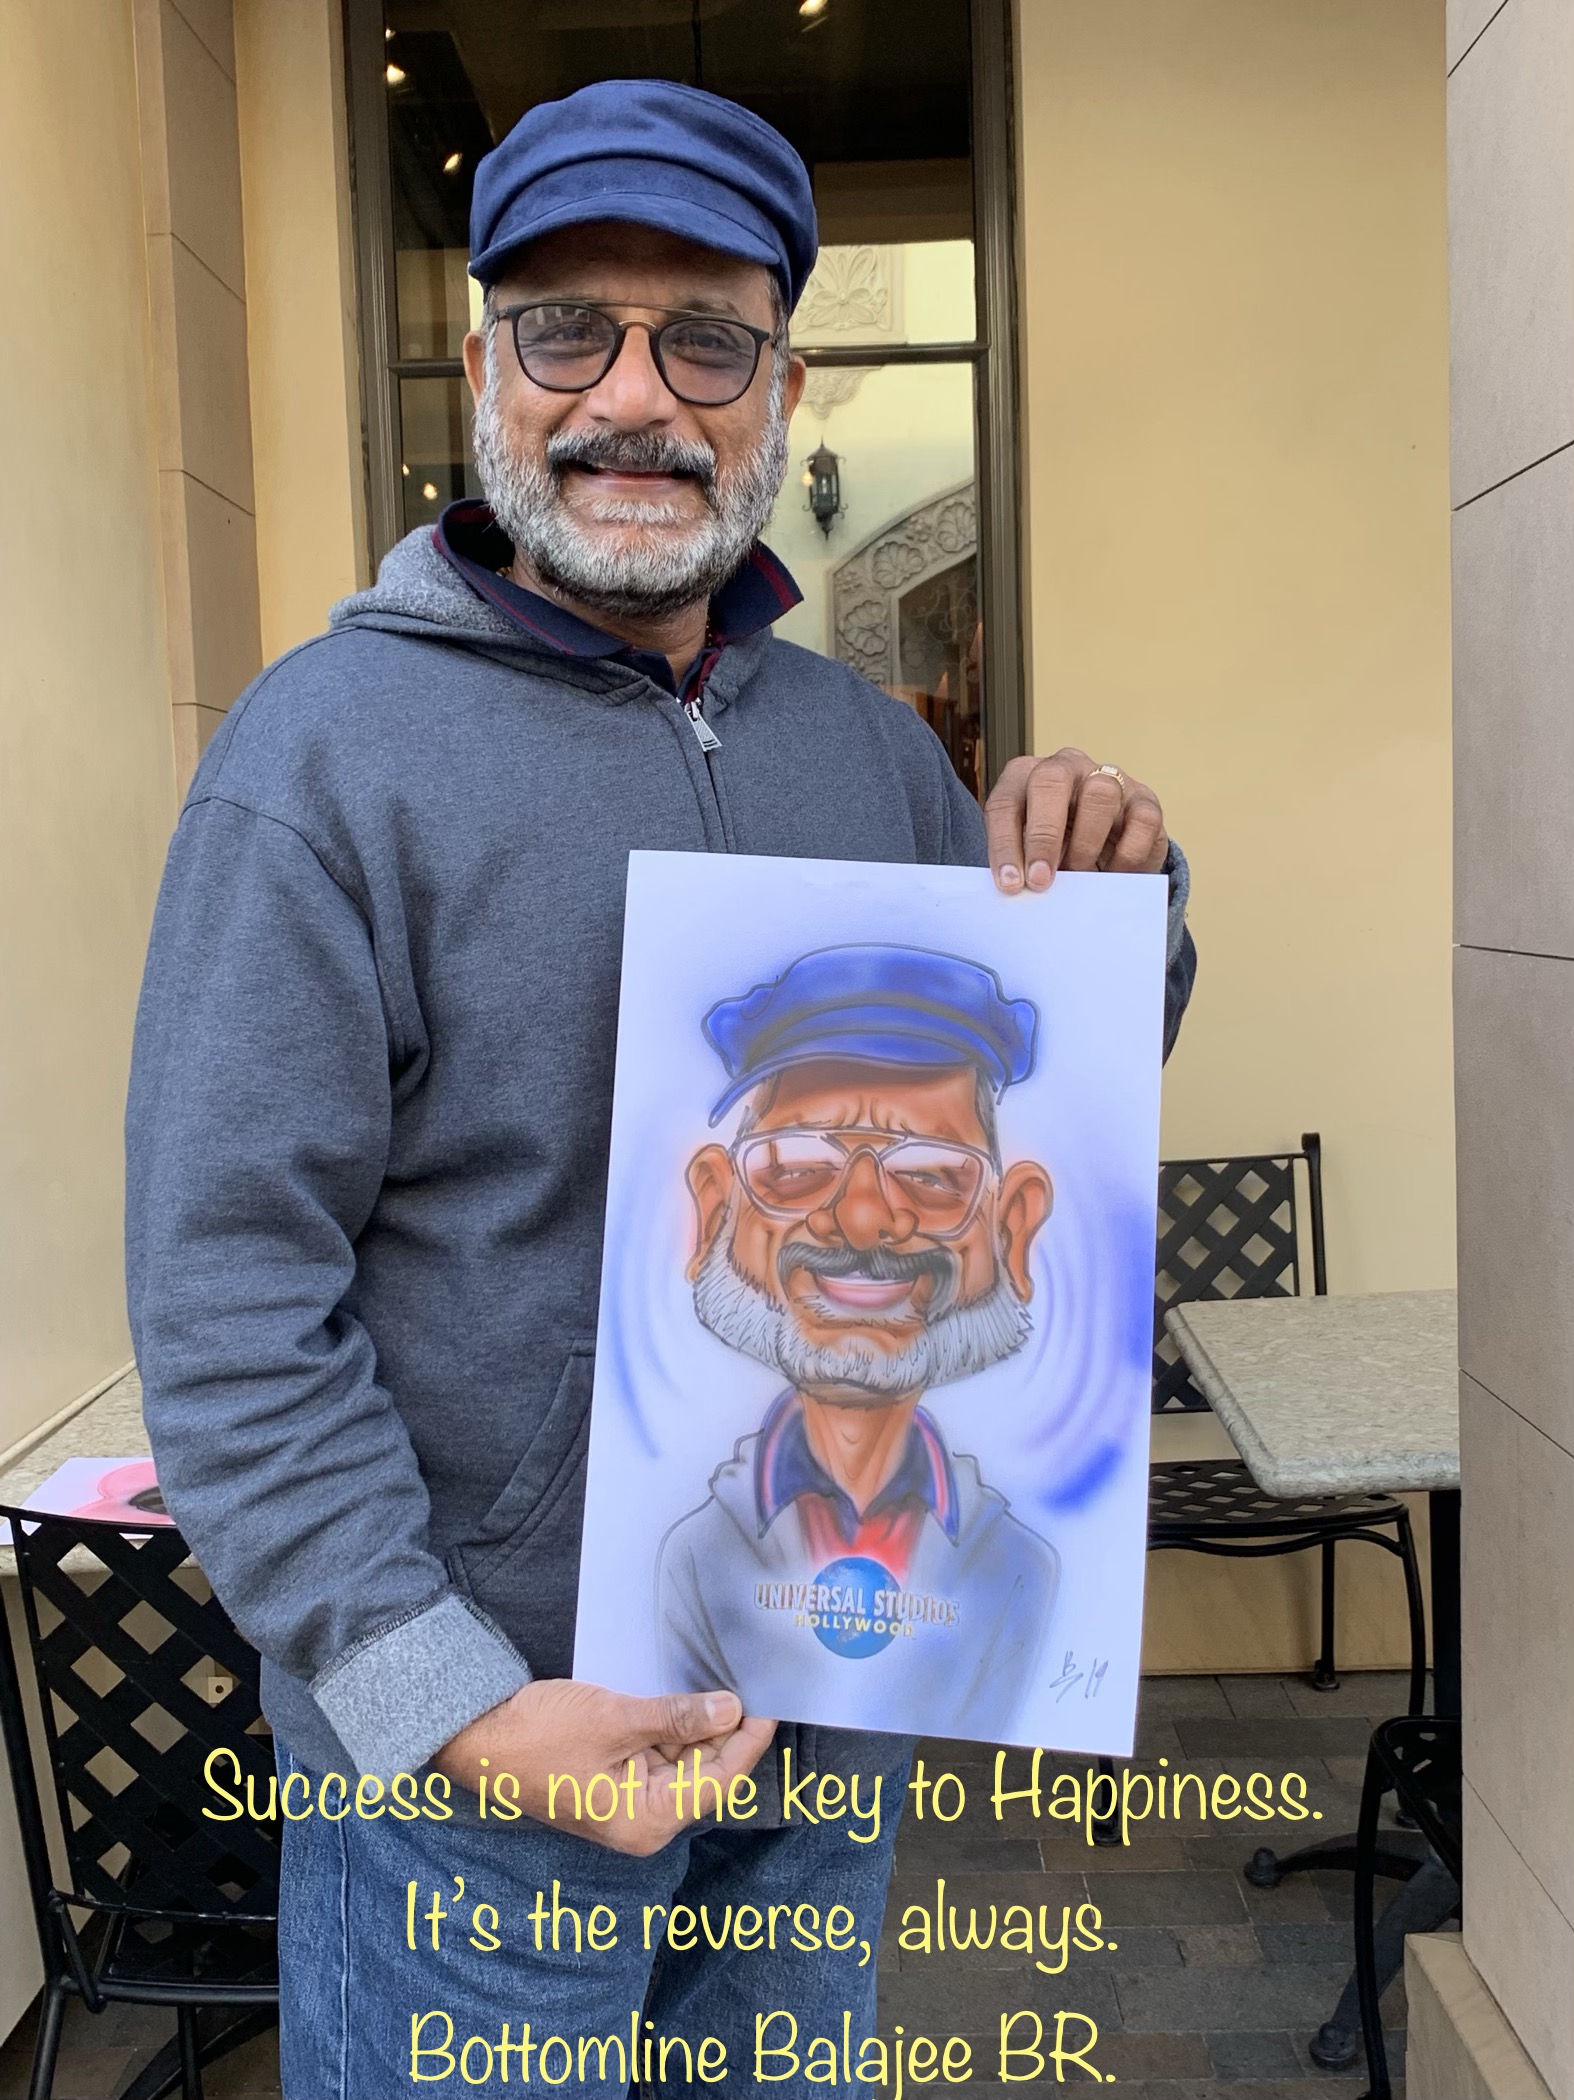 UNIVERSAL STUDIOS
HOLLYWOOD
Success is not the key to Happiness.
It's the reverse, always.
Bottomline Balajee BR.